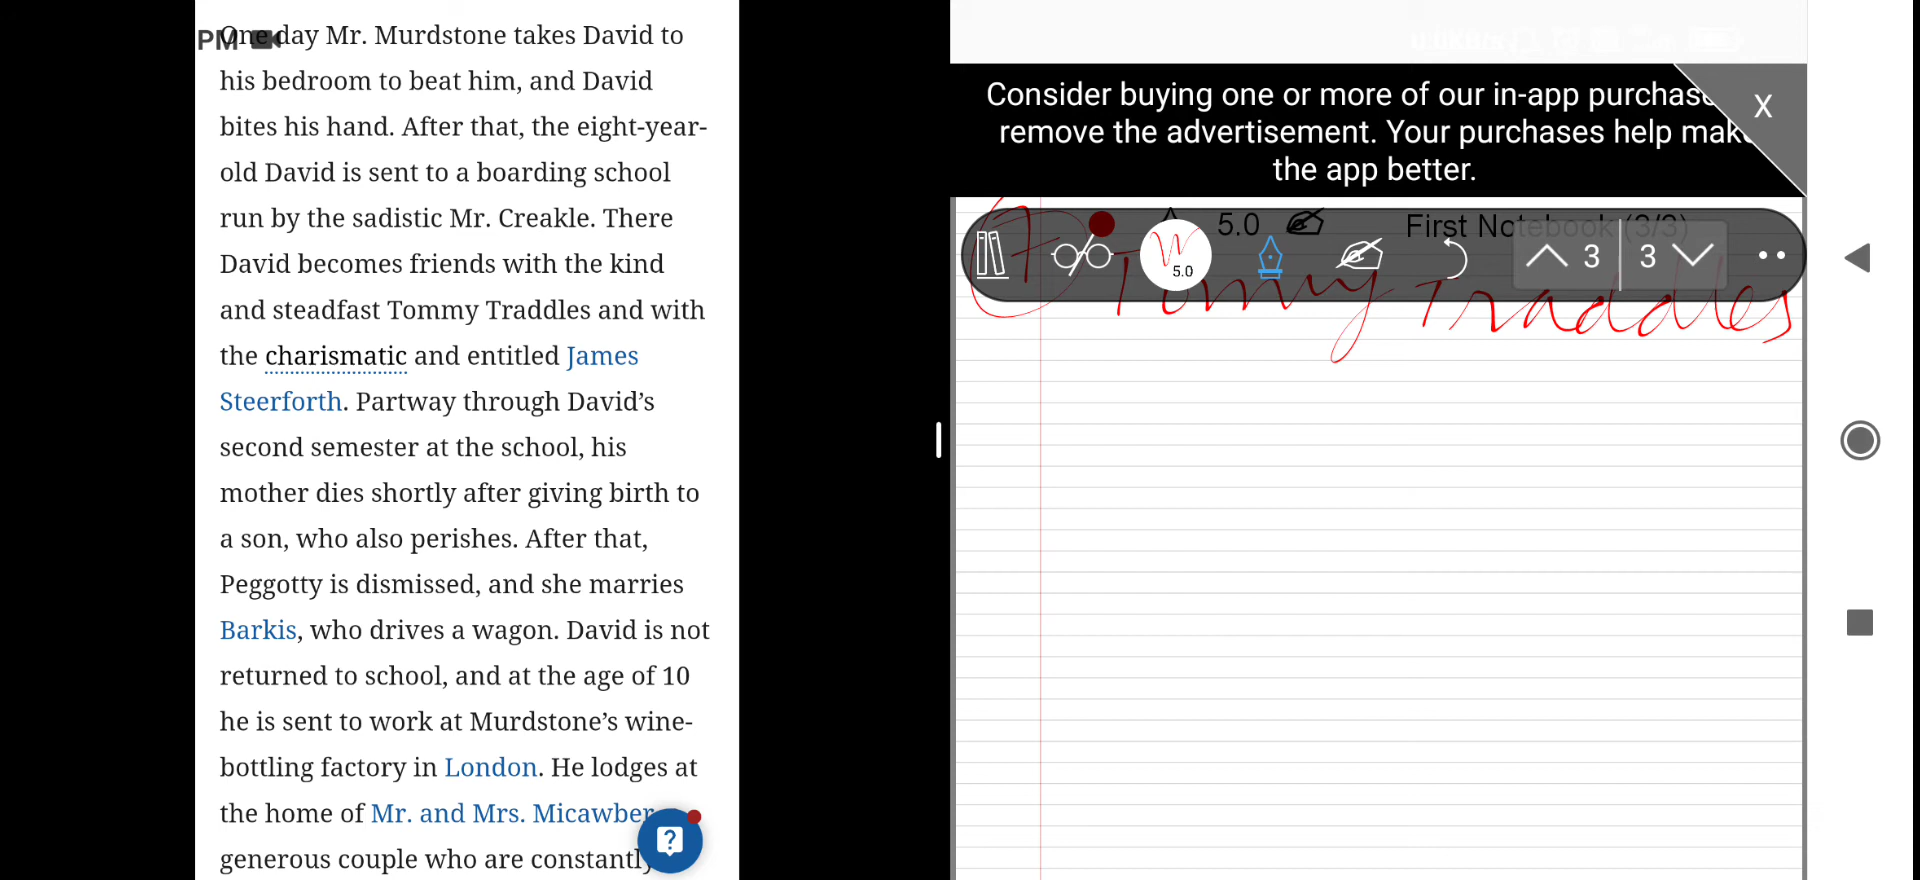 PM
One day Mr. Murdstone takes David to
his bedroom to beat him, and David
bites his hand. After that, the eight-year-
old David is sent to a boarding school
run by the sadistic Mr. Creakle. There
David becomes friends with the kind
and steadfast Tommy Traddles and with
the charismatic and entitled James
Steerforth. Partway through David's
second semester at the school, his
mother dies shortly after giving birth to
a son, who also perishes. After that,
Peggotty is dismissed, and she marries
Barkis, who drives a wagon. David is not
returned to school, and at the age of 10
he is sent to work at Murdstone's wine-
bottling factory in London. He lodges at
the home of Mr. and Mrs. Micawber
generous couple who are constantly
Consider buying one or more of our in-app
remove the advertisement. Your purchases help
the app better.
X
5.0 First Notebook (3/3)
5.0 3 3
7 Tommy Traddles